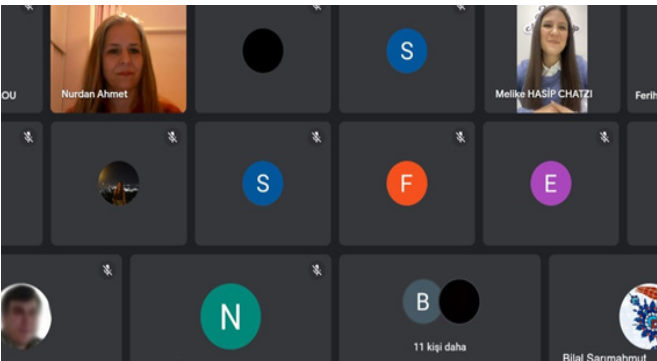 OU
Nurdan Ahmet
S
Melike HASİP CHATZI
Ferih
S
F
E
N
B
11 kişi daha
Bilal Sarımahmut